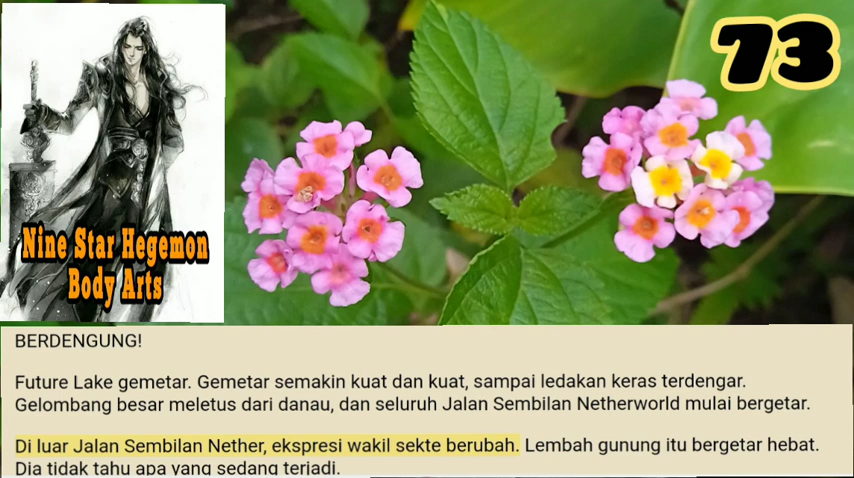 73
Nine Star Hegemon
Body Arts
BERDENGUNG!
Future Lake gemetar. Gemetar semakin kuat dan kuat, sampai ledakan keras terdengar.
Gelombang besar meletus dari danau, dan seluruh Jalan Sembilan Netherworld mulai bergetar.
Di luar Jalan Sembilan Nether, ekspresi wakil sekte berubah. Lembah gunung itu bergetar hebat.
Dia tidak tahu apa yang sedang terjadi.